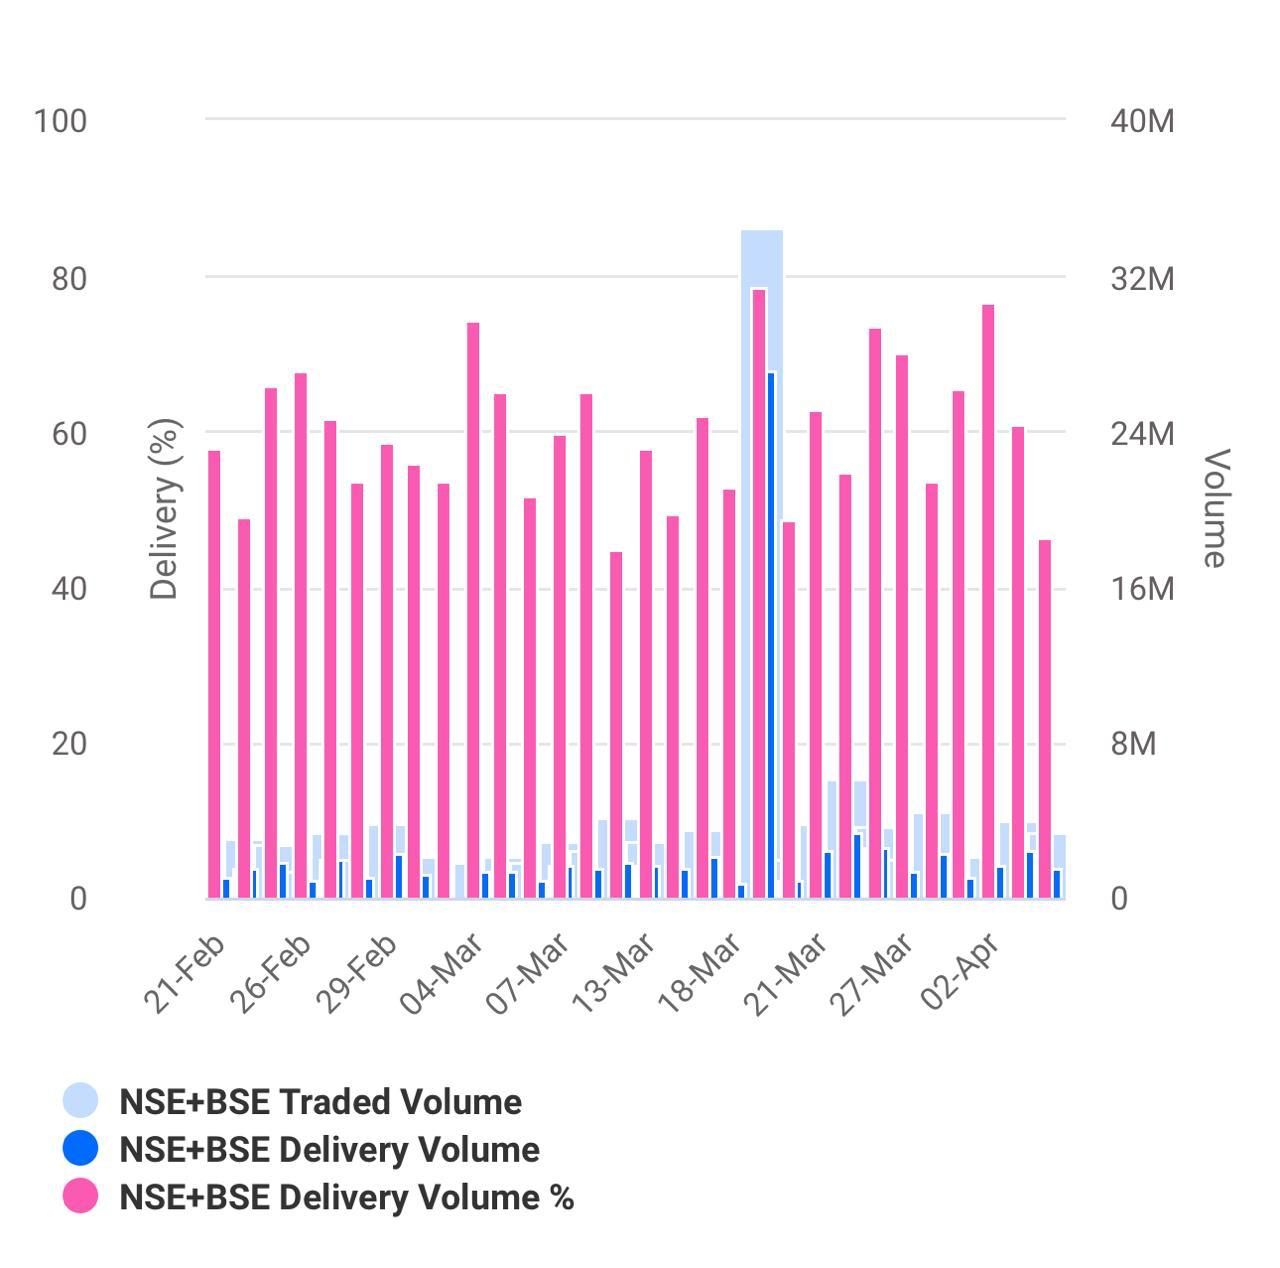 100
80
60
40
20
0
Delivery (%)
40M
32M
24M
16M
8M
0
Volume
21-Feb
26-Feb
29-Feb
04-Mar
07-Mar
13-Mar
18-Mar
21-Mar
27-Mar
02-Apr
NSE+BSE Traded Volume
NSE+BSE Delivery Volume
NSE+BSE Delivery Volume %